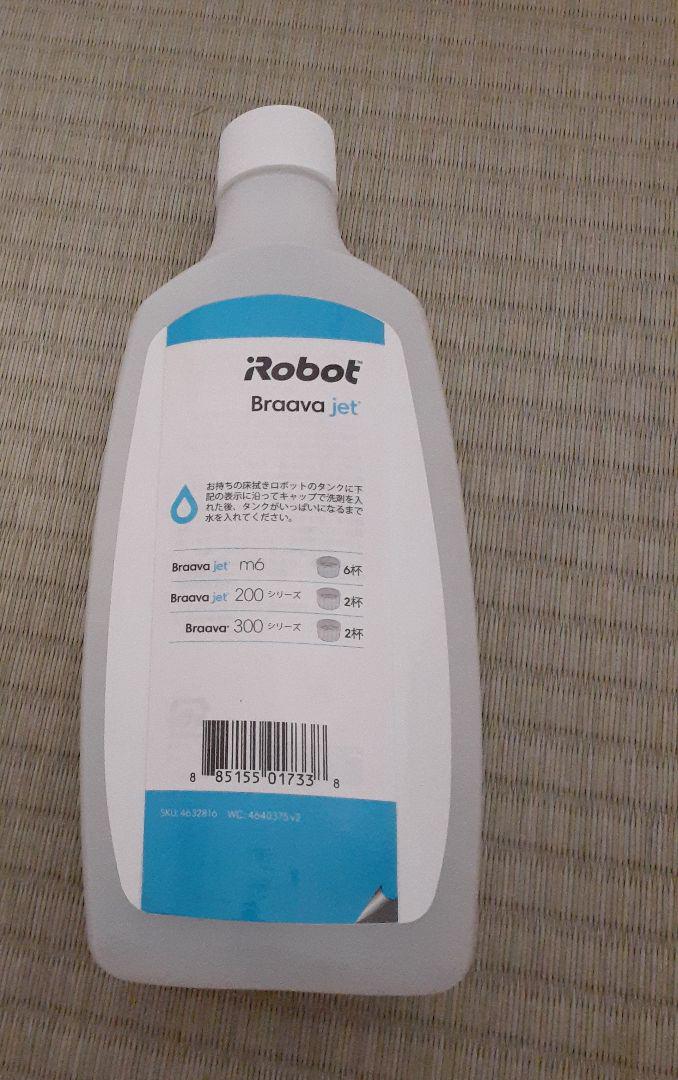 iRobot™
Braava jet®
お持ちの床拭きロボットのタンクに下
記の表示に沿ってキャップで洗剤を入
れた後、タンクがいっぱいになるまで
水を入れてください。
Braava jet® m6 6杯
Braava jet® 200 シリーズ 2杯
Braava® 300 シリーズ 2杯
8 85155 01733 8
SKU: 4632816 WC: 4640375 v2